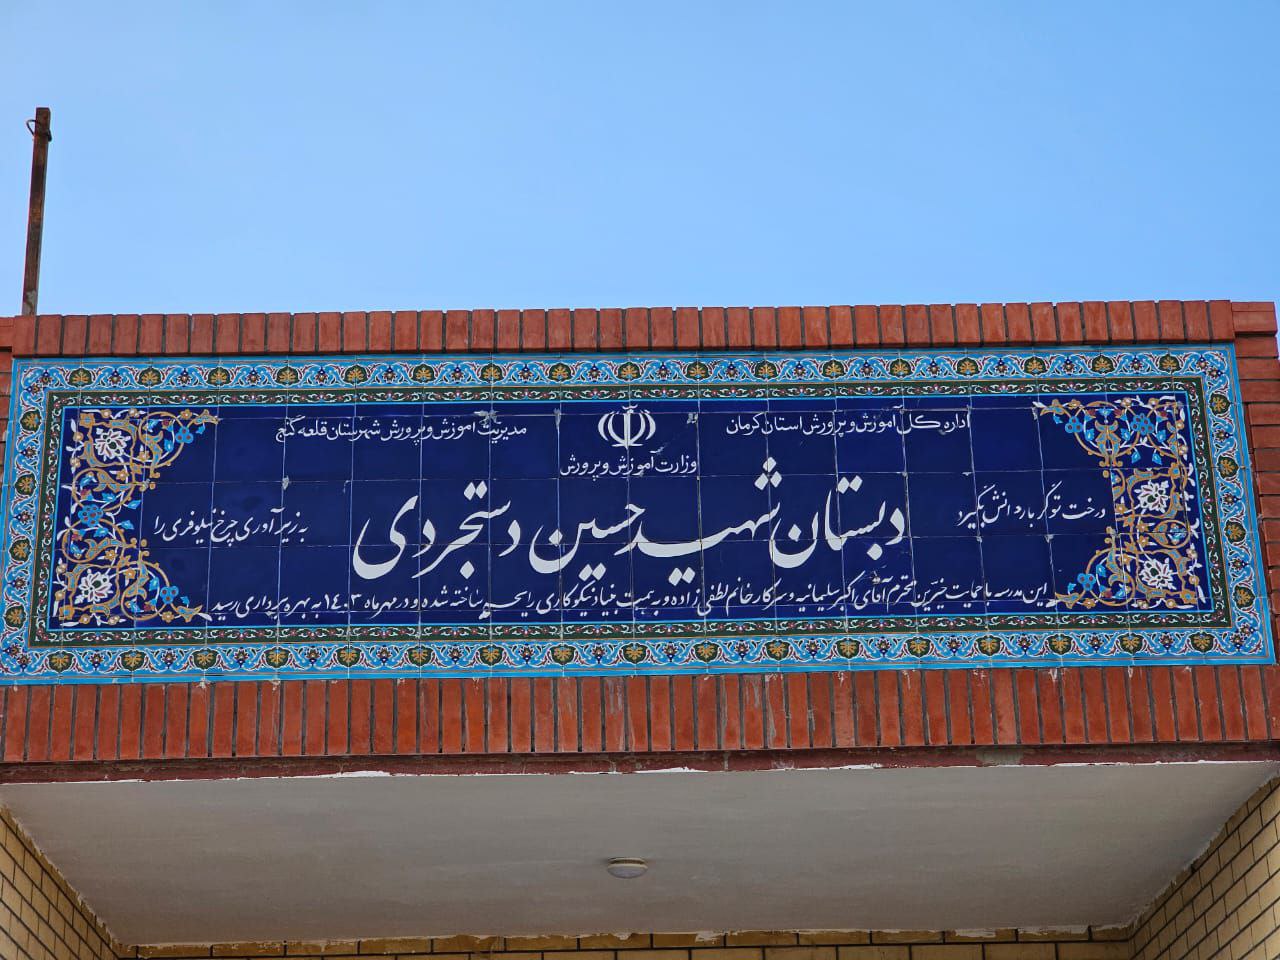 اداره کل آموزش و پرورش استان کرمان
وزارت آموزش و پرورش
مدیریت آموزش و پرورش شهرستان قلعه گنج
دبستان شهید حسین دستجردی
درخت تو گر بار دانش بگیرد
به زیر آوری چرخ نیلوفری را
این مدرسه با حمایت خیرین محترم آقای اکبر سلیمانیه و سرکار خانم لطفی زاده و به همت بنیاد نیکوکاری رایحه ساخته شده و در مهرماه ۱۴۰۳ به بهره برداری رسید